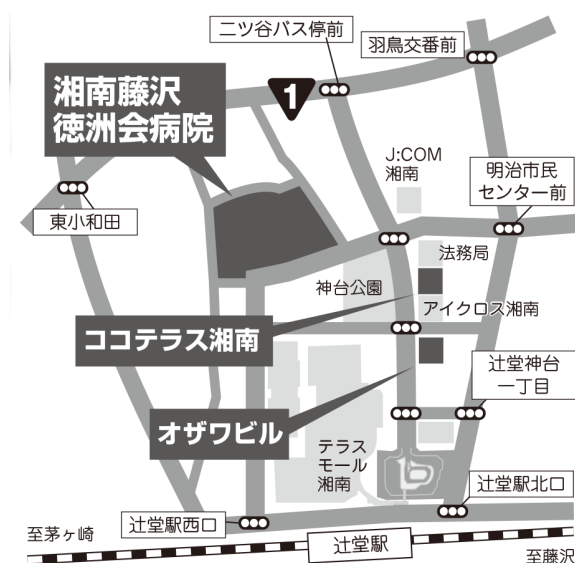 二ツ谷バス停前
羽鳥交番前
湘南藤沢
徳洲会病院
1
J:COM
湘南
明治市民
センター前
東小和田
法務局
神台公園
アイクロス湘南
ココテラス湘南
辻堂神台
一丁目
オザワビル
テラス
モール
湘南
辻堂駅北口
辻堂駅西口
至茅ヶ崎
辻堂駅
至藤沢